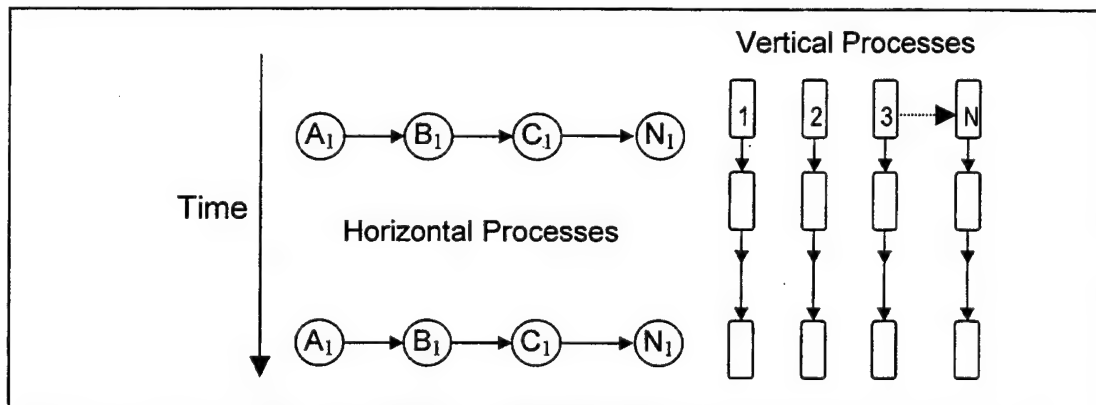 Vertical Processes
1 2 3 N
A₁ B₁ C₁ N₁
Time
Horizontal Processes
A₁ B₁ C₁ N₁